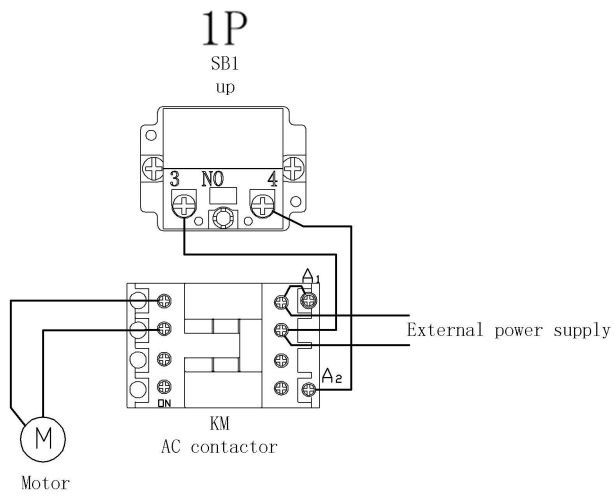 1P
SB1
up
3 NO 4
A1
External power supply
A2
ON
KM
AC contactor
M
Motor